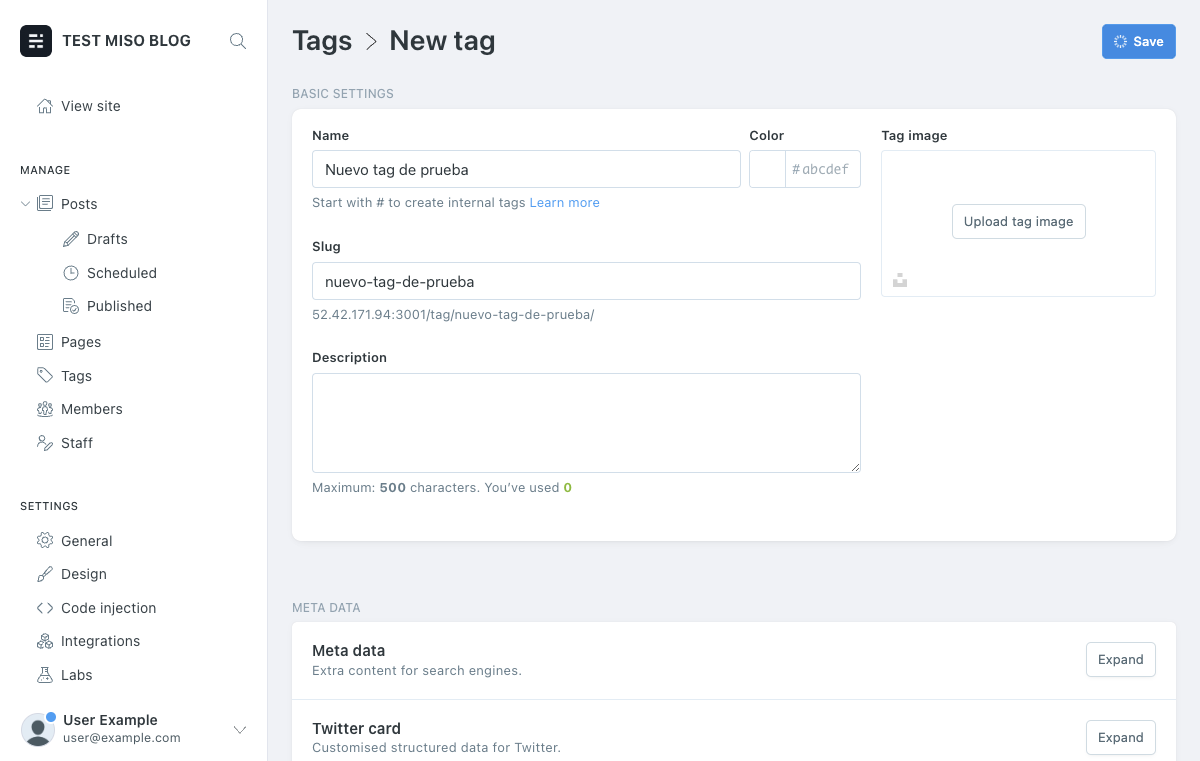 TEST MISO BLOG
View site
MANAGE
Posts
Drafts
Scheduled
Published
Pages
Tags
Members
Staff
SETTINGS
General
Design
Code injection
Integrations
Labs
User Example
user@example.com
Tags > New tag
Save
BASIC SETTINGS
Name
Nuevo tag de prueba
Start with # to create internal tags Learn more
Color
#abcdef
Tag image
Upload tag image
Slug
nuevo-tag-de-prueba
52.42.171.94:3001/tag/nuevo-tag-de-prueba/
Description
Maximum: 500 characters. You’ve used 0
META DATA
Meta data
Extra content for search engines.
Expand
Twitter card
Customised structured data for Twitter.
Expand